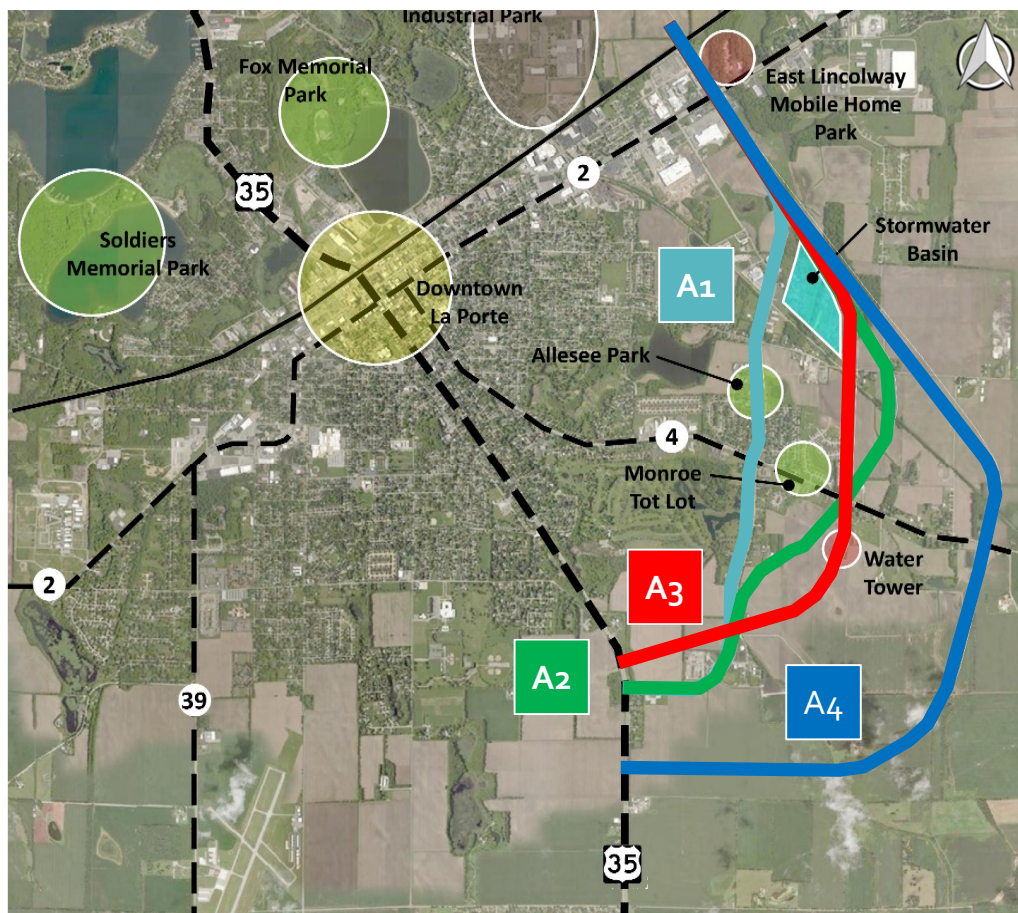 Industrial Park
Fox Memorial
Park
East Lincolway
Mobile Home
Park
2
35
Soldiers
Memorial Park
Stormwater
Basin
Downtown
La Porte
A1
Allesee Park
4
Monroe
Tot Lot
Water
Tower
2
A3
A2
39
A4
35